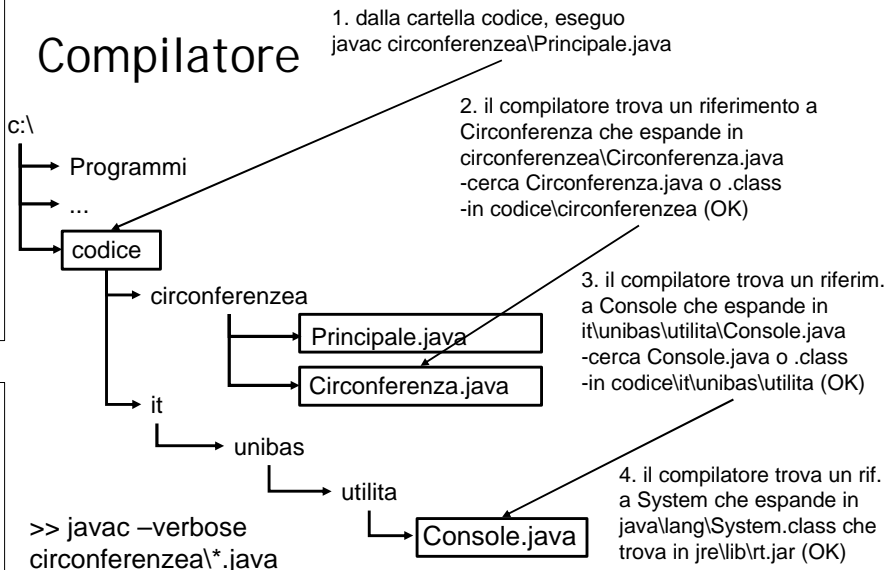 Compilatore
1. dalla cartella codice, eseguo
javac circonferenzea\Principale.java
2. il compilatore trova un riferimento a
Circonferenza che espande in
circonferenzea\Circonferenza.java
-cerca Circonferenza.java o .class
-in codice\circonferenzea (OK)
3. il compilatore trova un riferim.
a Console che espande in
it\unibas\utilita\Console.java
-cerca Console.java o .class
-in codice\it\unibas\utilita (OK)
4. il compilatore trova un rif.
a System che espande in
java\lang\System.class che
trova in jre\lib\rt.jar (OK)
c:\
Programmi
...
codice
circonferenzea
Principale.java
Circonferenza.java
it
unibas
utilita
Console.java
>> javac –verbose
circonferenzea\*.java